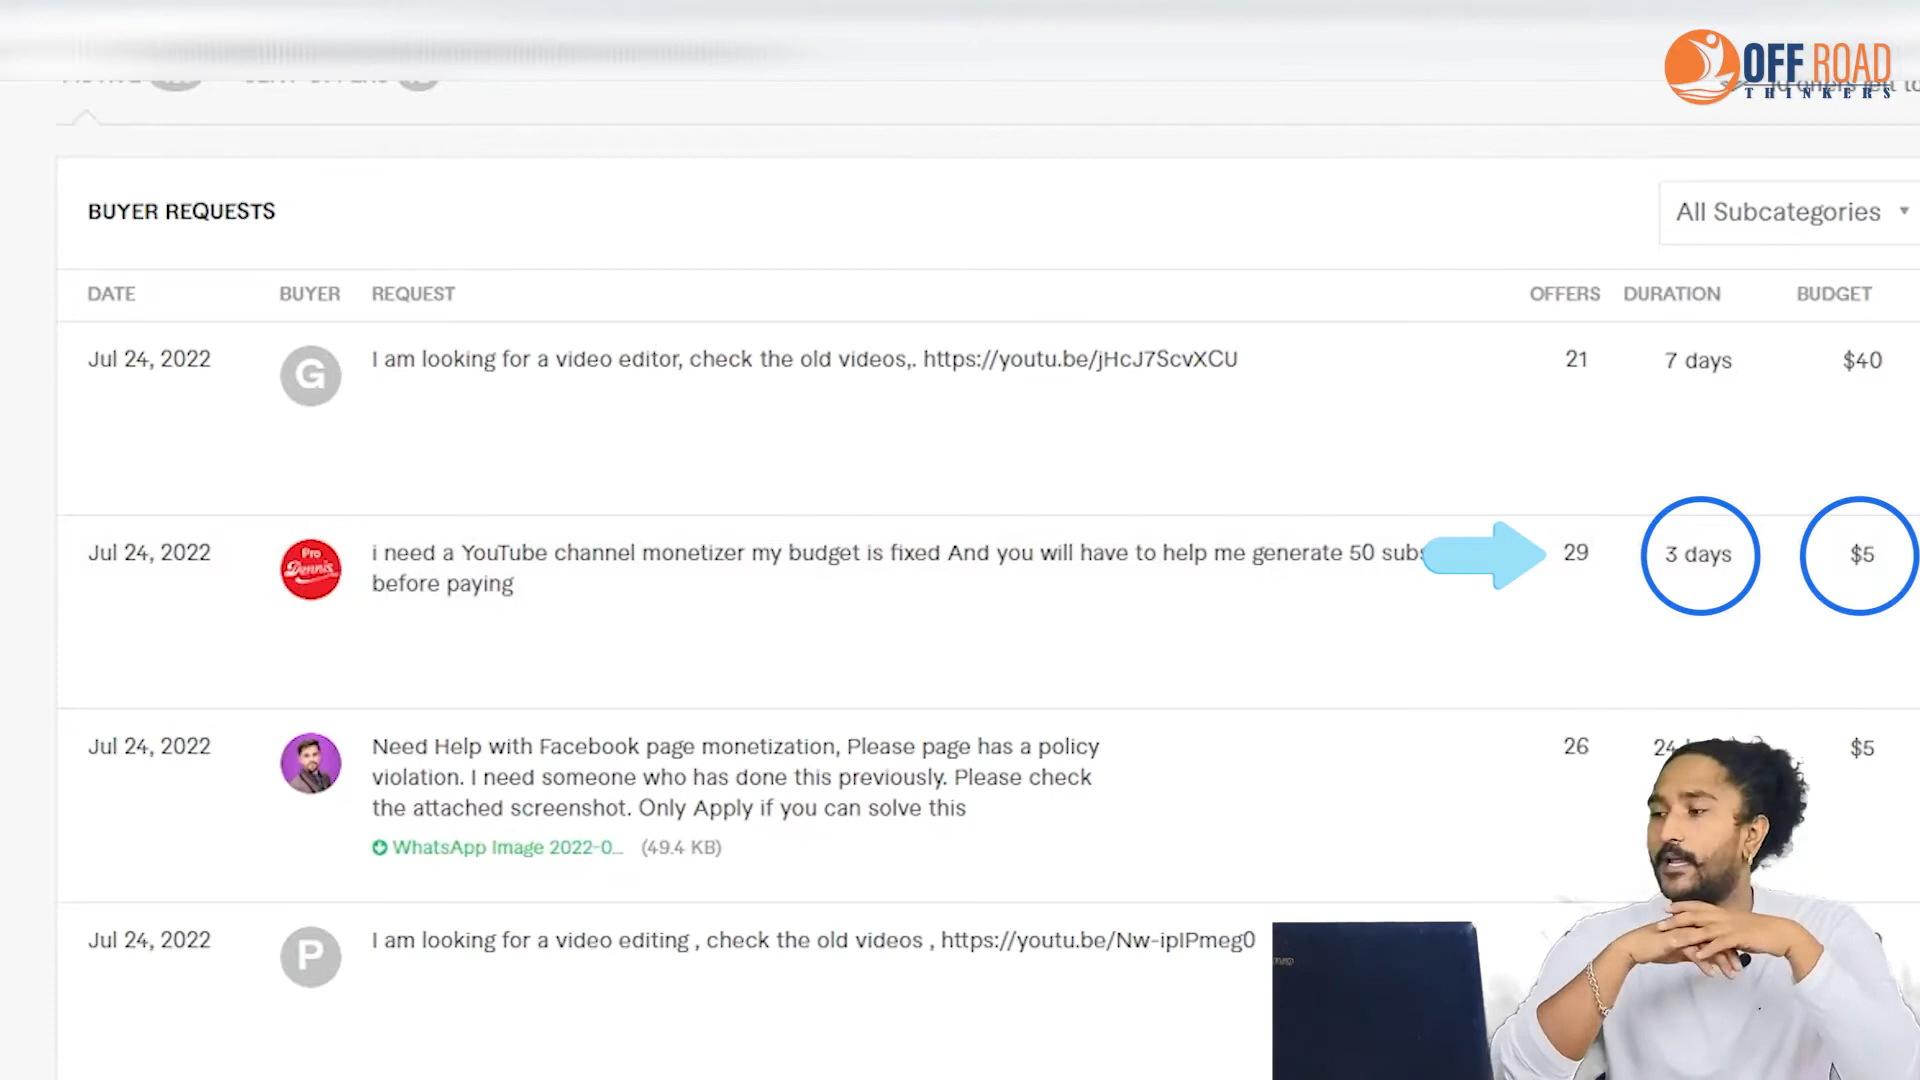 OFF ROAD
THINKERS
BUYER REQUESTS
All Subcategories
DATE BUYER REQUEST OFFERS DURATION BUDGET
Jul 24, 2022 G I am looking for a video editor, check the old videos,. https://youtu.be/jHcJ7ScvXCU 21 7 days $40
Jul 24, 2022 Pro Dennis i need a YouTube channel monetizer my budget is fixed And you will have to help me generate 50 subs 29 3 days $5
before paying
Jul 24, 2022 Need Help with Facebook page monetization, Please page has a policy 26 24 $5
violation. I need someone who has done this previously. Please check
the attached screenshot. Only Apply if you can solve this
WhatsApp Image 2022-0... (49.4 KB)
Jul 24, 2022 P I am looking for a video editing , check the old videos , https://youtu.be/Nw-ipIPmeg0